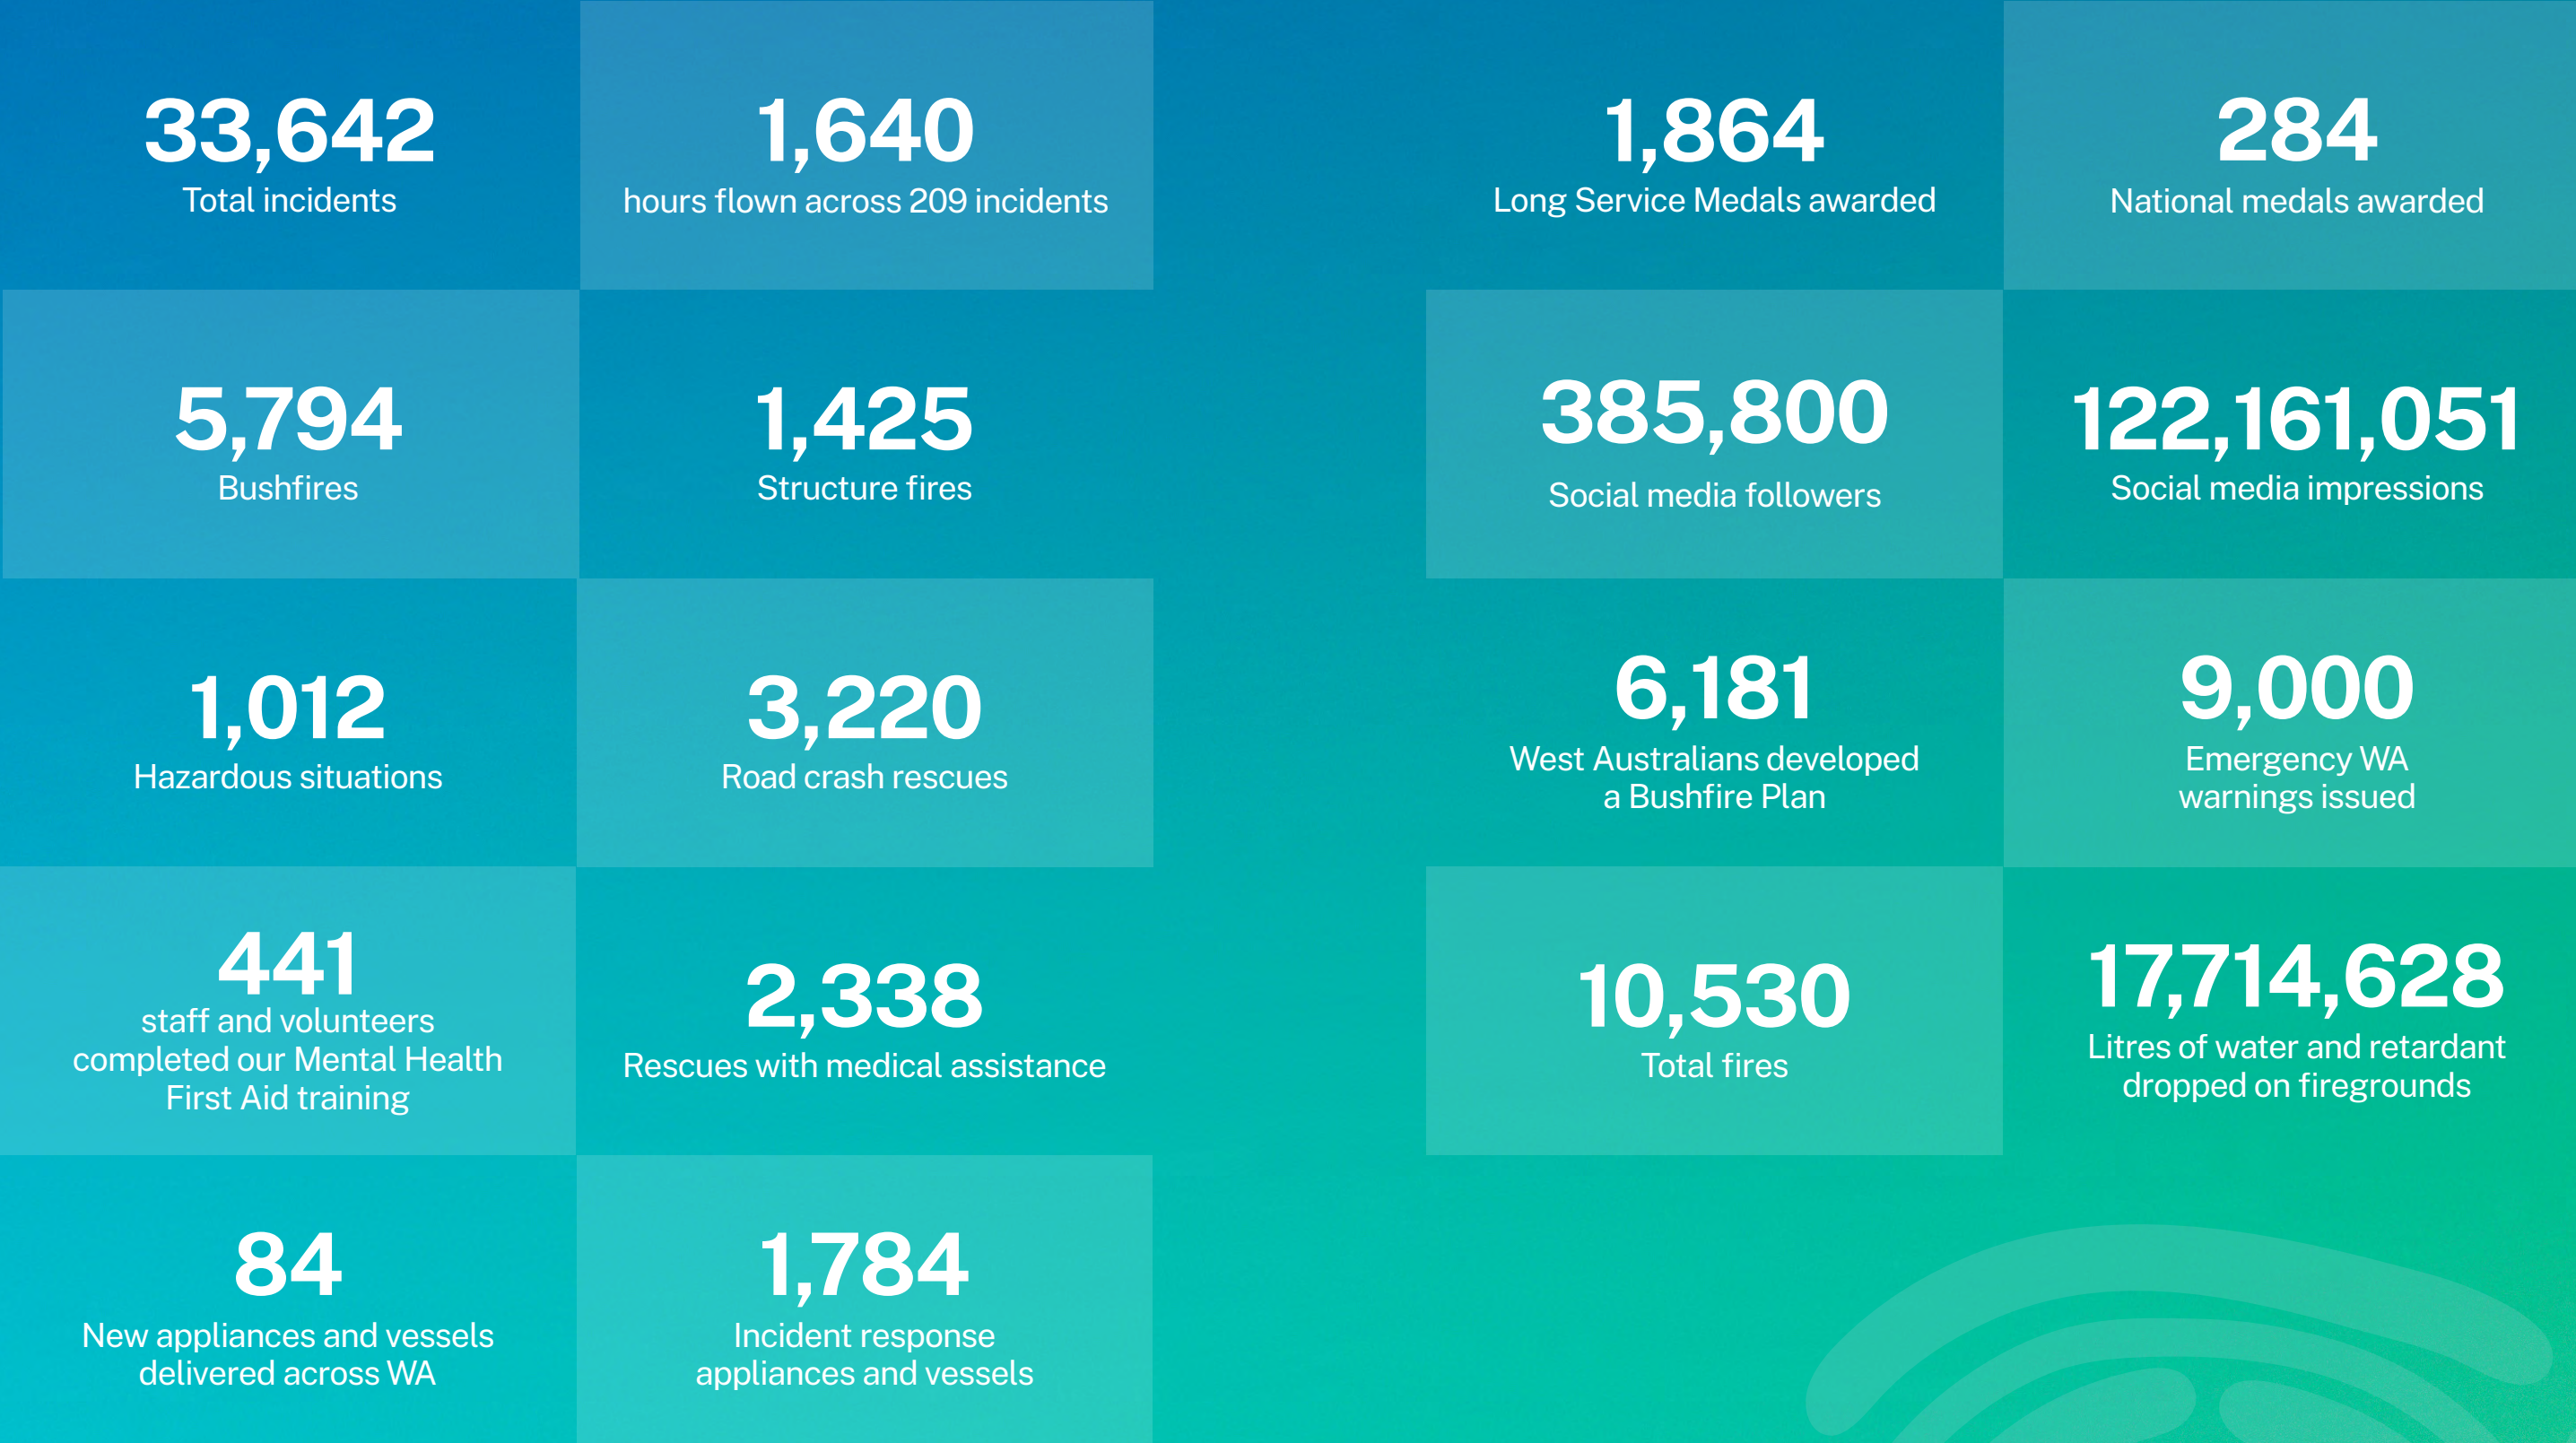 33,642
Total incidents
1,640
hours flown across 209 incidents
5,794
Bushfires
1,425
Structure fires
1,012
Hazardous situations
3,220
Road crash rescues
441
staff and volunteers
completed our Mental Health
First Aid training
2,338
Rescues with medical assistance
84
New appliances and vessels
delivered across WA
1,784
Incident response
appliances and vessels
1,864
Long Service Medals awarded
284
National medals awarded
385,800
Social media followers
122,161,051
Social media impressions
6,181
West Australians developed
a Bushfire Plan
9,000
Emergency WA
warnings issued
10,530
Total fires
17,714,628
Litres of water and retardant
dropped on firegrounds